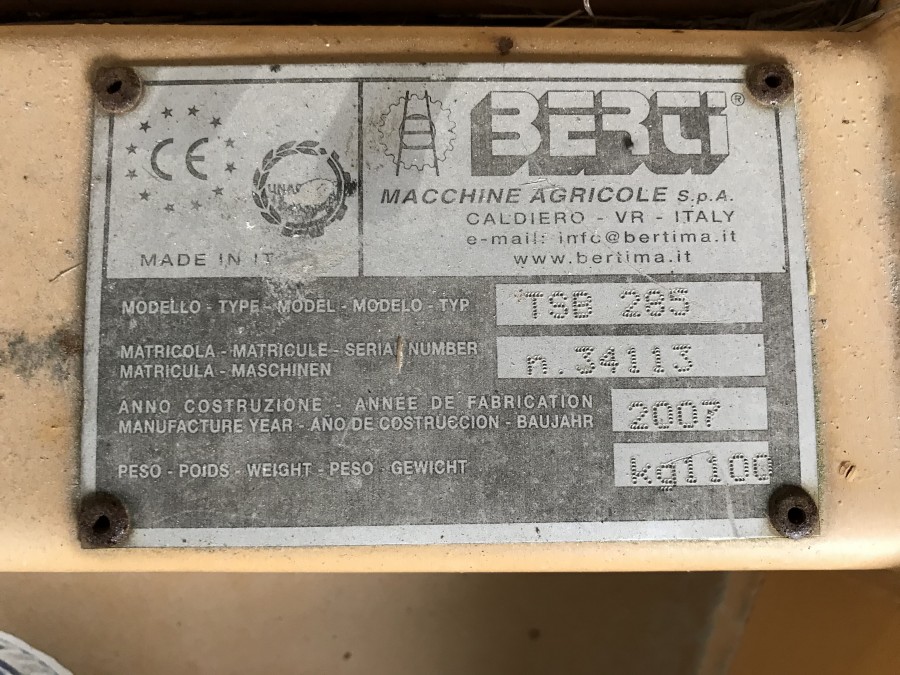 CE
MADE IN
BERTI®
MACCHINE AGRICOLE S.p.A.
CALDIERO - VR - ITALY
e-mail: info@bertima.it
www.bertima.it
MODELLO - TYPE - MODEL - MODELO - TYP
TSB 285
MATRICOLA - MATRICULE - SERIAL NUMBER
MATRICULA - MASCHINEN
n.34113
ANNO COSTRUZIONE - ANNÉE DE FABRICATION
MANUFACTURE YEAR - AÑO DE COSTRUCCION - BAUJAHR
2007
PESO - POIDS - WEIGHT - PESO - GEWICHT
kg1100